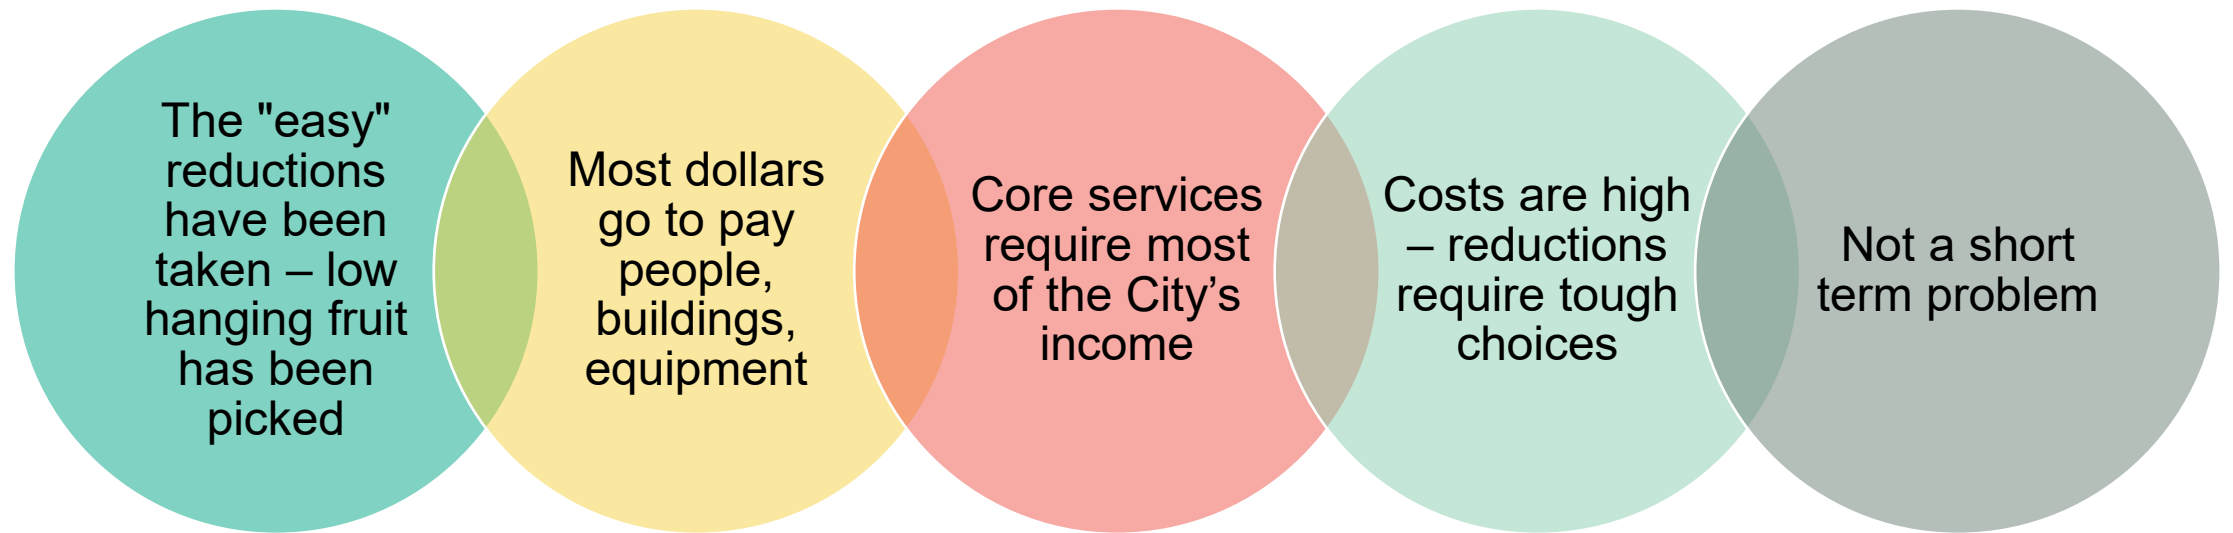 The "easy"
reductions
have been
taken – low
hanging fruit
has been
picked
Most dollars
go to pay
people,
buildings,
equipment
Core services
require most
of the City’s
income
Costs are high
– reductions
require tough
choices
Not a short
term problem